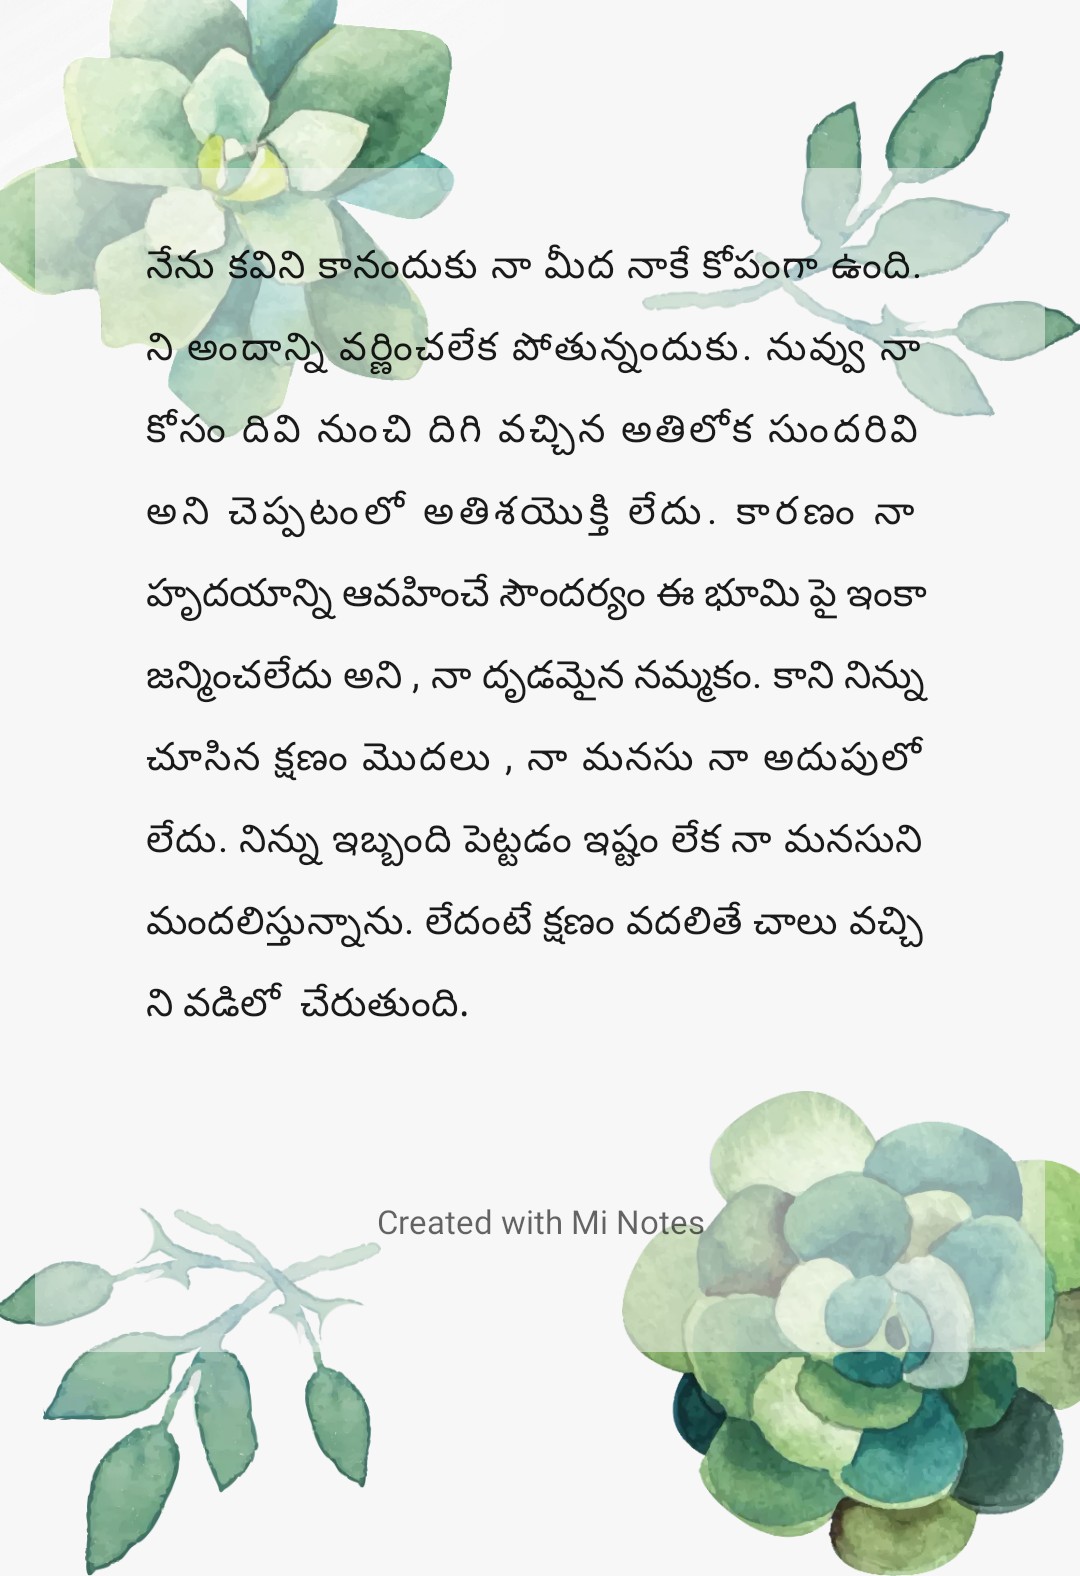 నేను కవిని కానందుకు నా మీద నాకే కోపంగా ఉంది.
ని అందాన్ని వర్ణించలేక పోతున్నందుకు. నువ్వు నా
కోసం దివి నుంచి దిగి వచ్చిన అతిలోక సుందరివి
అని చెప్పటంలో అతిశయొక్తి లేదు. కారణం నా
హృదయాన్ని ఆవహించే సౌందర్యం ఈ భూమి పై ఇంకా
జన్మించలేదు అని , నా దృడమైన నమ్మకం. కాని నిన్ను
చూసిన క్షణం మొదలు , నా మనసు నా అదుపులో
లేదు. నిన్ను ఇబ్బంది పెట్టడం ఇష్టం లేక నా మనసుని
మందలిస్తున్నాను. లేదంటే క్షణం వదలితే చాలు వచ్చి
ని వడిలో చేరుతుంది.
Created with Mi Notes